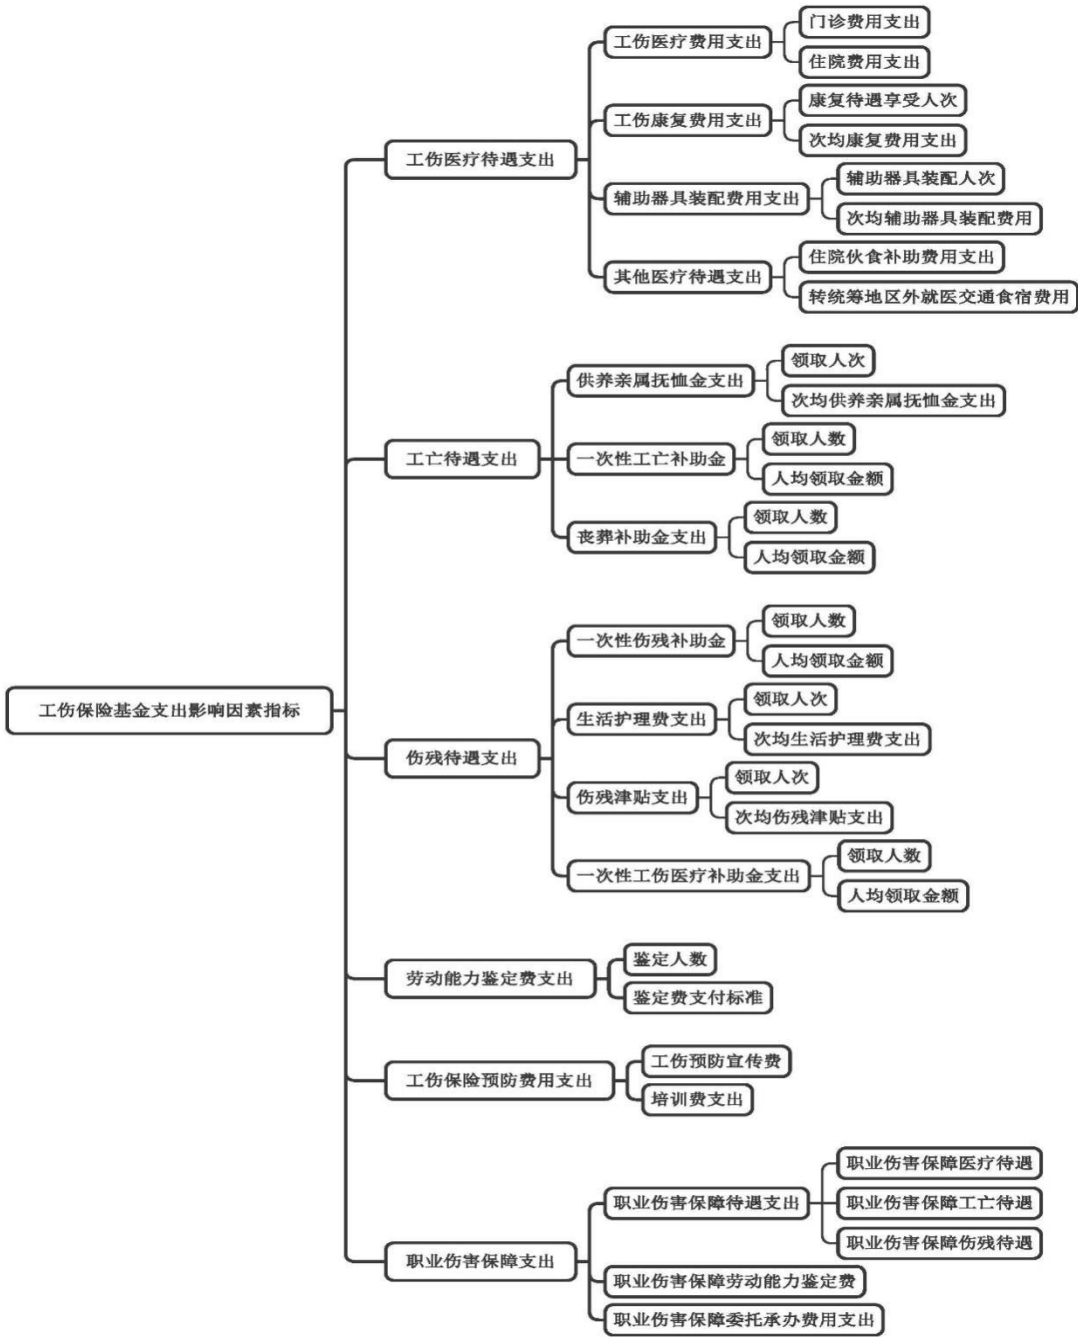 工伤保险基金支出影响因素指标
工伤医疗待遇支出
工伤医疗费用支出
门诊费用支出
住院费用支出
工伤康复费用支出
康复待遇享受人次
次均康复费用支出
辅助器具装配费用支出
辅助器具装配人次
次均辅助器具装配费用
其他医疗待遇支出
住院伙食补助费用支出
转统筹地区外就医交通食宿费用
工亡待遇支出
供养亲属抚恤金支出
领取人次
次均供养亲属抚恤金支出
一次性工亡补助金
领取人数
人均领取金额
丧葬补助金支出
领取人数
人均领取金额
伤残待遇支出
一次性伤残补助金
领取人数
人均领取金额
生活护理费支出
领取人次
次均生活护理费支出
伤残津贴支出
领取人次
次均伤残津贴支出
一次性工伤医疗补助金支出
领取人数
人均领取金额
劳动能力鉴定费支出
鉴定人数
鉴定费支付标准
工伤保险预防费用支出
工伤预防宣传费
培训费支出
职业伤害保障支出
职业伤害保障待遇支出
职业伤害保障医疗待遇
职业伤害保障工亡待遇
职业伤害保障伤残待遇
职业伤害保障劳动能力鉴定费
职业伤害保障委托承办费用支出